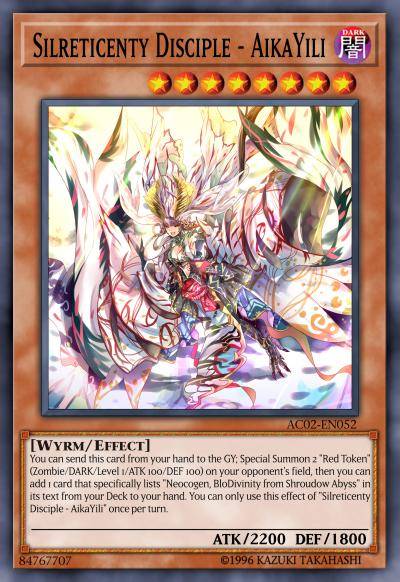 Silreticenty Disciple - AikaYili
DARK
闇
AC02-EN052
[Wyrm/Effect]
You can send this card from your hand to the GY; Special Summon 2 "Red Token"
(Zombie/DARK/Level 1/ATK 100/DEF 100) on your opponent's field, then you can
add 1 card that specifically lists "Neocogen, BloDivinity from Shroudow Abyss" in
its text from your Deck to your hand. You can only use this effect of "Silreticenty
Disciple - AikaYili" once per turn.
ATK/2200 DEF/1800
84767707
©1996 KAZUKI TAKAHASHI